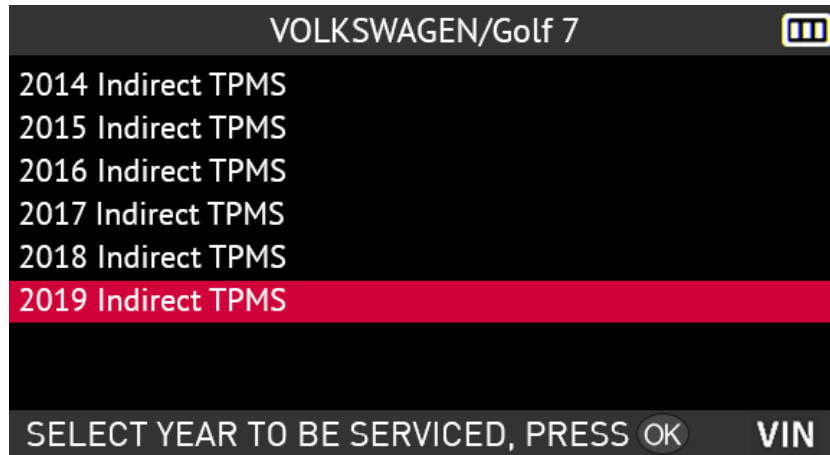 VOLKSWAGEN/Golf 7
2014 Indirect TPMS
2015 Indirect TPMS
2016 Indirect TPMS
2017 Indirect TPMS
2018 Indirect TPMS
2019 Indirect TPMS
SELECT YEAR TO BE SERVICED, PRESS OK VIN